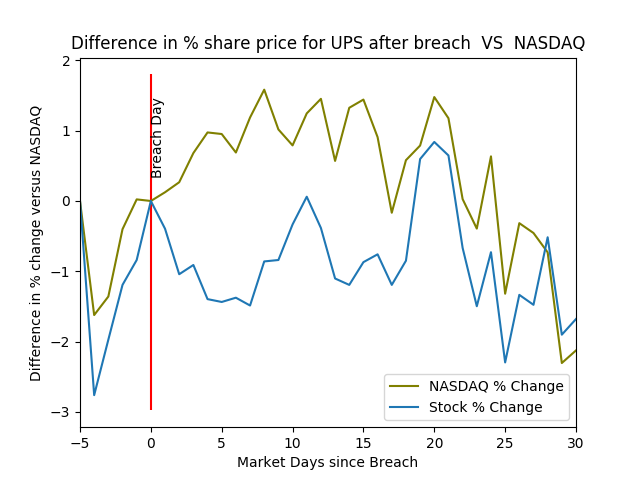 Difference in % share price for UPS after breach  VS  NASDAQ
Difference in % change versus NASDAQ
2
1
0
−1
−2
−3
Breach Day
NASDAQ % Change
Stock % Change
−5
0
5
10
15
20
25
30
Market Days since Breach